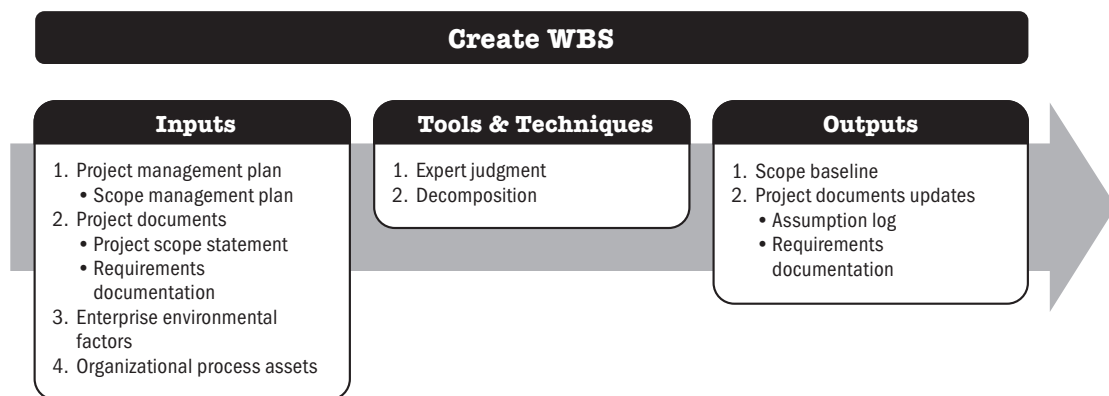 Create WBS
Inputs
1. Project management plan
• Scope management plan
2. Project documents
• Project scope statement
• Requirements
documentation
3. Enterprise environmental
factors
4. Organizational process assets
Tools & Techniques
1. Expert judgment
2. Decomposition
Outputs
1. Scope baseline
2. Project documents updates
• Assumption log
• Requirements
documentation